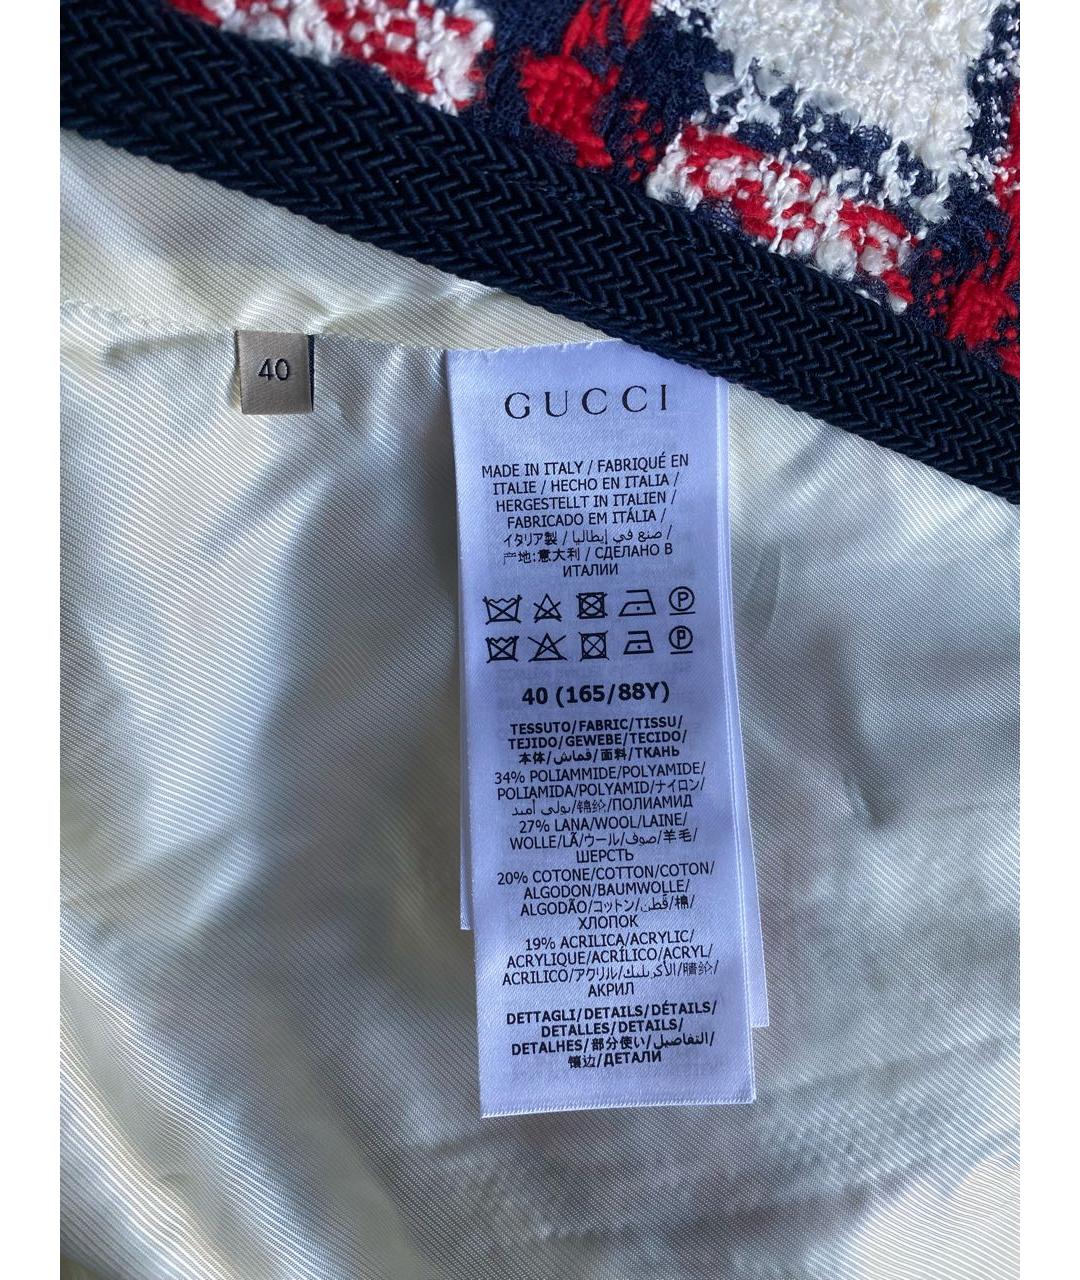 40
GUCCI
MADE IN ITALY / FABRIQUÉ EN
ITALIE / HECHO EN ITALIA /
HERGESTELLT IN ITALIEN /
FABRICADO EM ITÁLIA /
イタリア製 / صنع في إيطاليا /
产地:意大利 / СДЕЛАНО В
ИТАЛИИ
P
P
40 (165/88Y)
TESSUTO/FABRIC/TISSU/
TEJIDO/GEWEBE/TECIDO/
本体/قماش/面料/ТКАНЬ
34% POLIAMMIDE/POLYAMIDE/
POLIAMIDA/POLYAMID/ナイロン/
بولي أميد/锦纶/ПОЛИАМИД
27% LANA/WOOL/LAINE/
WOLLE/LÃ/ウール/صوف/羊毛/
ШЕРСТЬ
20% COTONE/COTTON/COTON/
ALGODON/BAUMWOLLE/
ALGODÃO/コットン/قطن/棉/
ХЛОПОК
19% ACRILICA/ACRYLIC/
ACRYLIQUE/ACRÍLICO/ACRYL/
ACRILICO/アクリル/الأكريليك/腈纶/
АКРИЛ
DETTAGLI/DETAILS/DÉTAILS/
DETALLES/DETAILS/
DETALHES/部分使い/التفاصيل/
镶边/ДЕТАЛИ